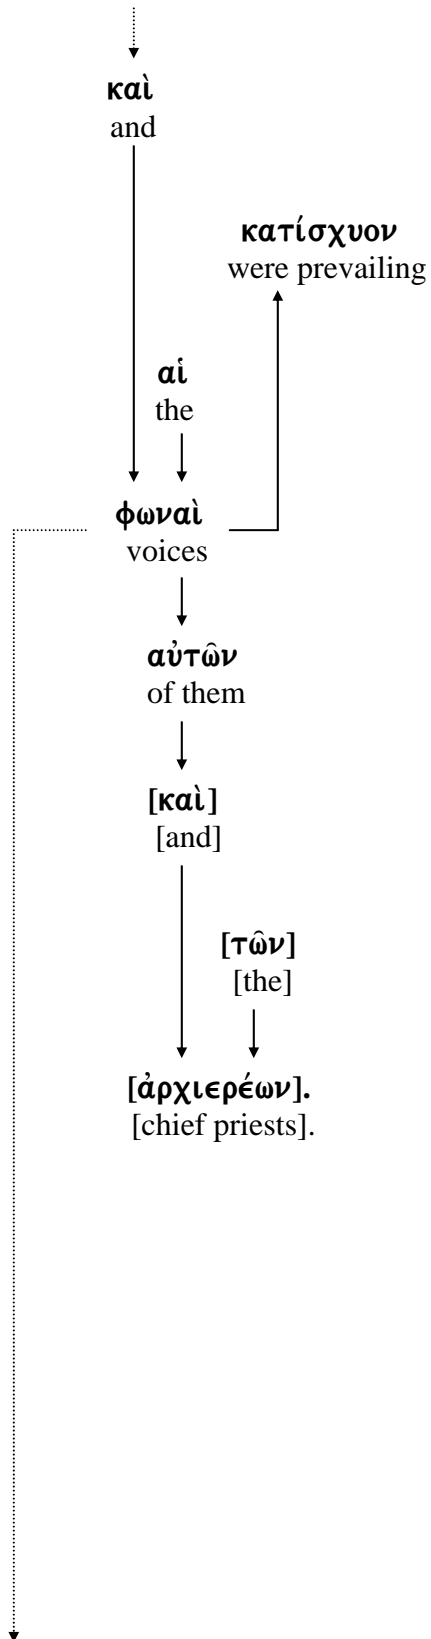 καὶ
and
κατίσχυον
were prevailing
αἱ
the
φωναὶ
voices
αὐτῶν
of them
[καὶ]
[and]
[τῶν]
[the]
[ἀρχιερέων].
[chief priests].